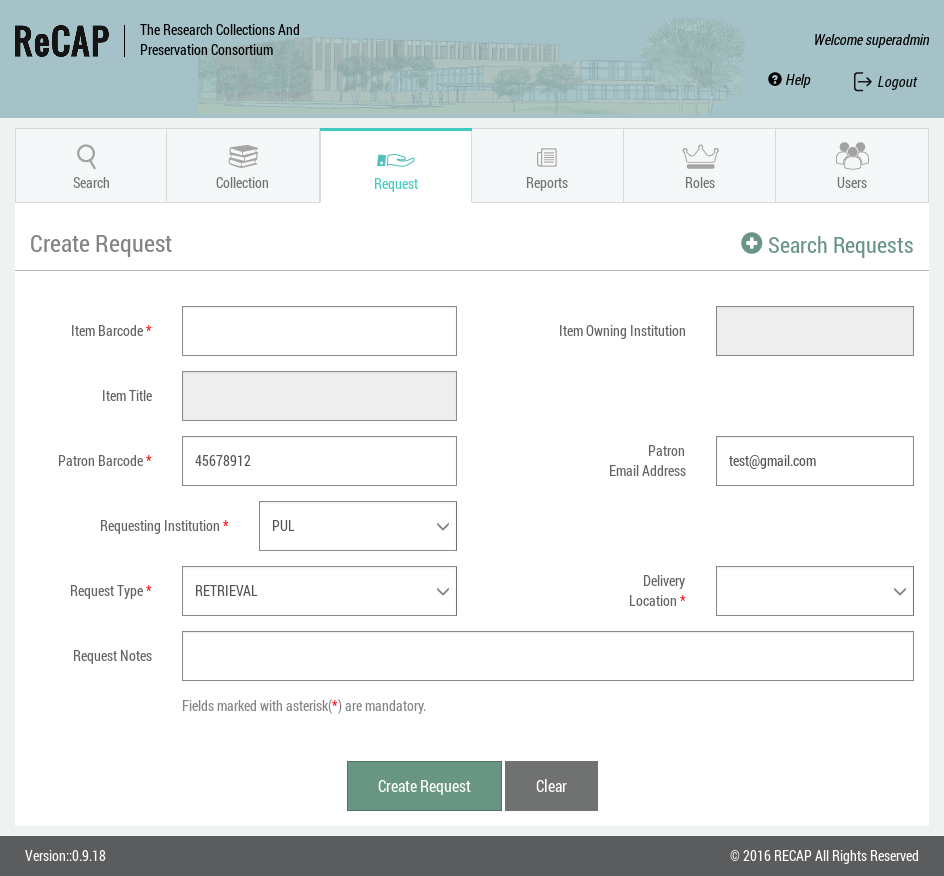 ReCAP
The Research Collections And
Preservation Consortium
Welcome superadmin
Help
Logout
Search
Collection
Request
Reports
Roles
Users
Create Request
Search Requests
Item Barcode *
Item Owning Institution
Item Title
Patron Barcode *
45678912
Patron
Email Address
test@gmail.com
Requesting Institution *
PUL
Request Type *
RETRIEVAL
Delivery
Location *
Request Notes
Fields marked with asterisk(*) are mandatory.
Create Request
Clear
Version::0.9.18
© 2016 RECAP All Rights Reserved